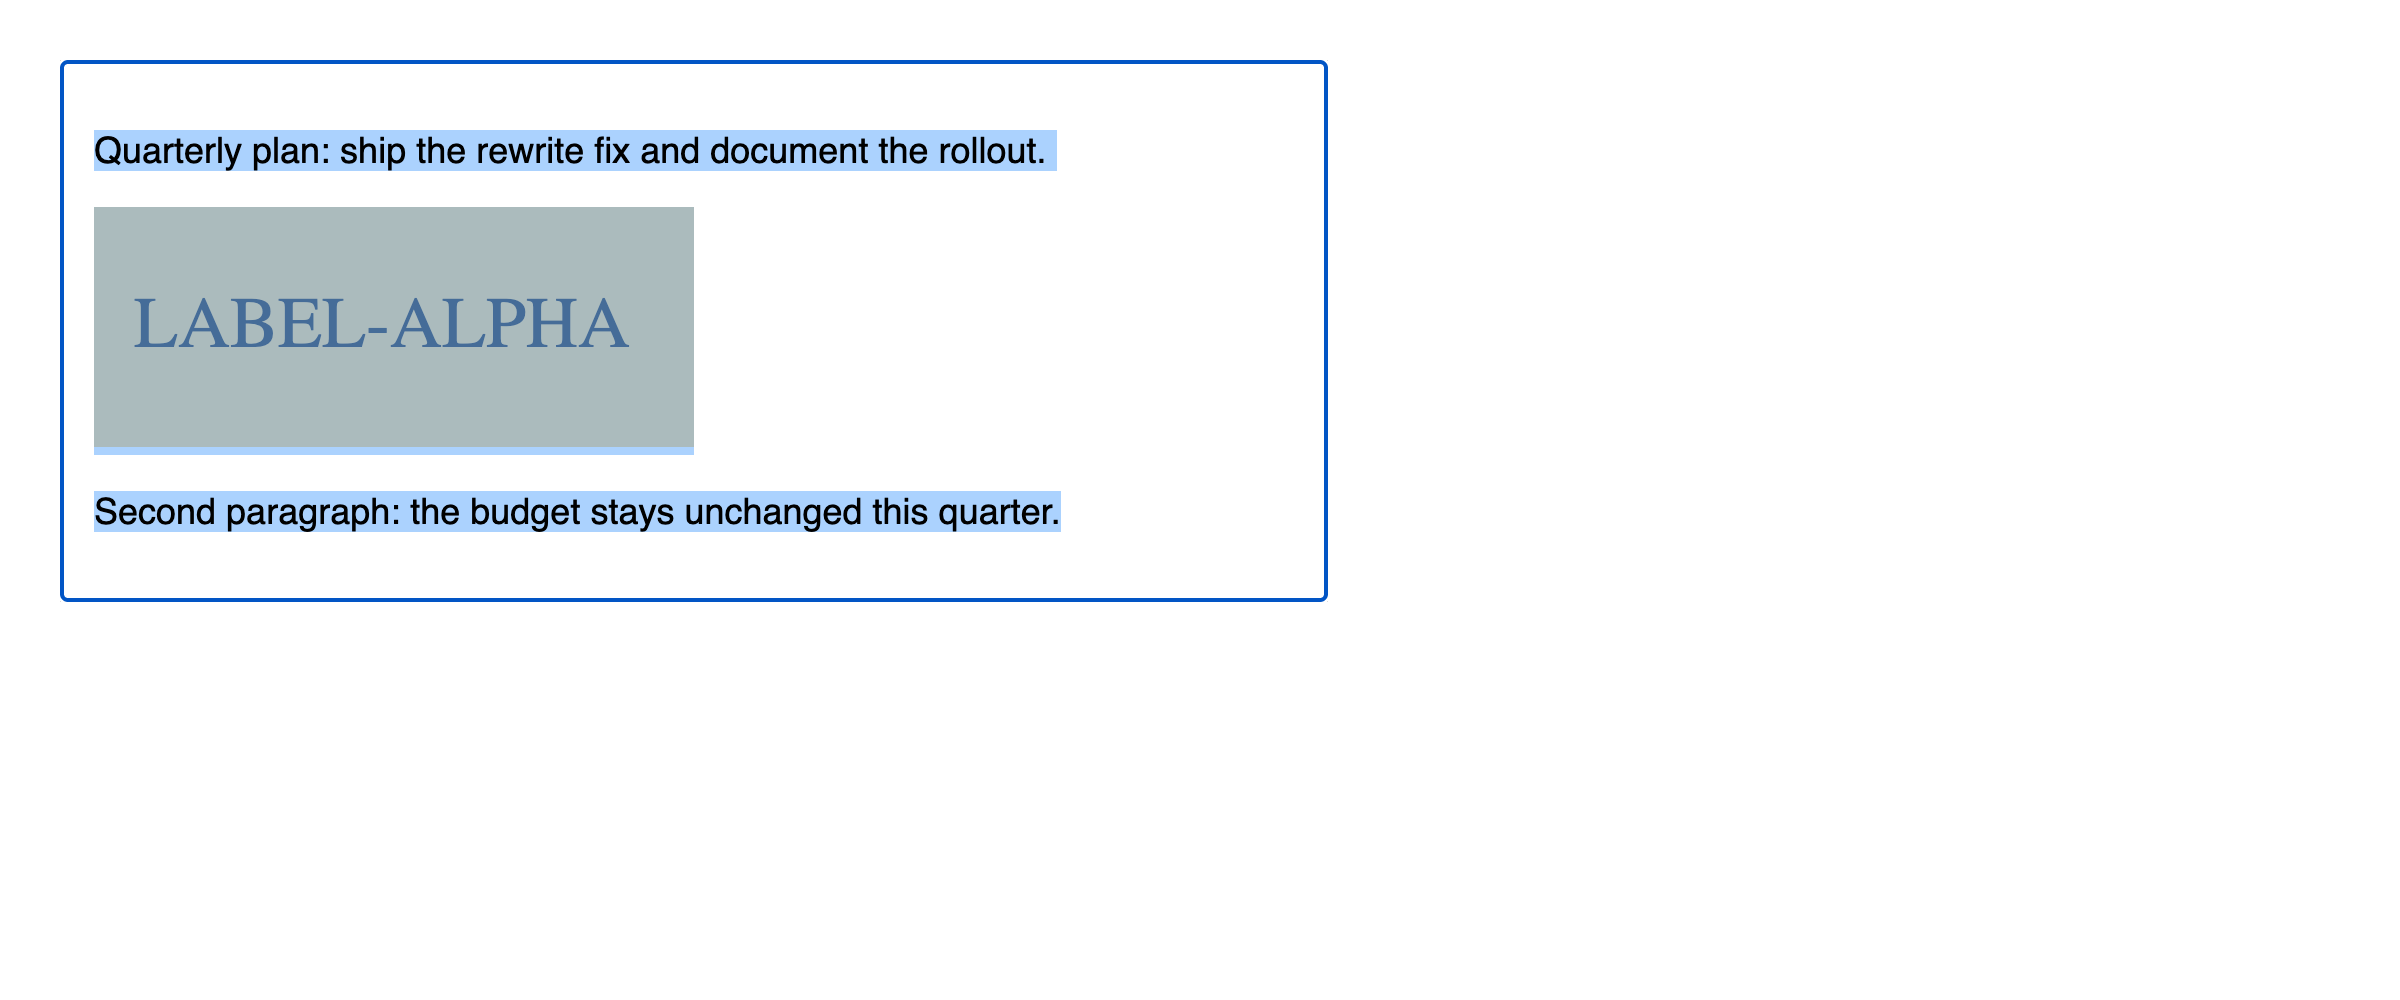 Quarterly plan: ship the rewrite fix and document the rollout.
LABEL-ALPHA
Second paragraph: the budget stays unchanged this quarter.